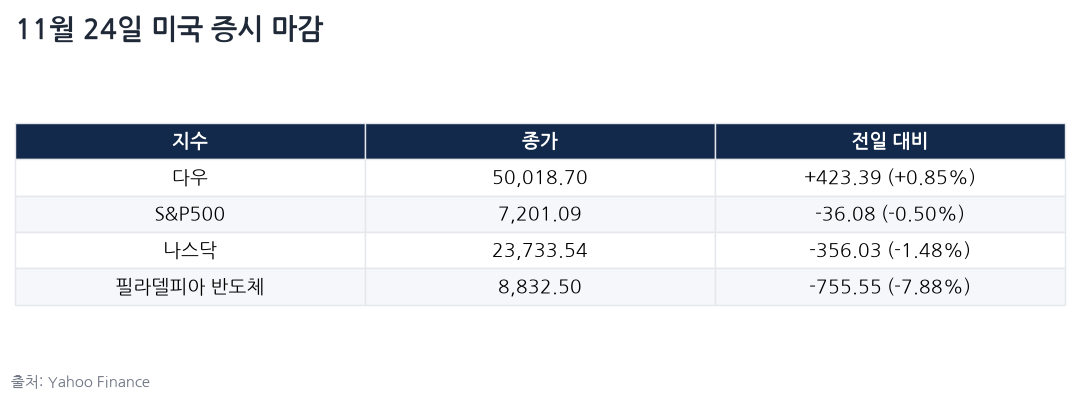 11월 24일 미국 증시 마감
지수 종가 전일 대비
다우 50,018.70 +423.39 (+0.85%)
S&P500 7,201.09 -36.08 (-0.50%)
나스닥 23,733.54 -356.03 (-1.48%)
필라델피아 반도체 8,832.50 -755.55 (-7.88%)
출처: Yahoo Finance